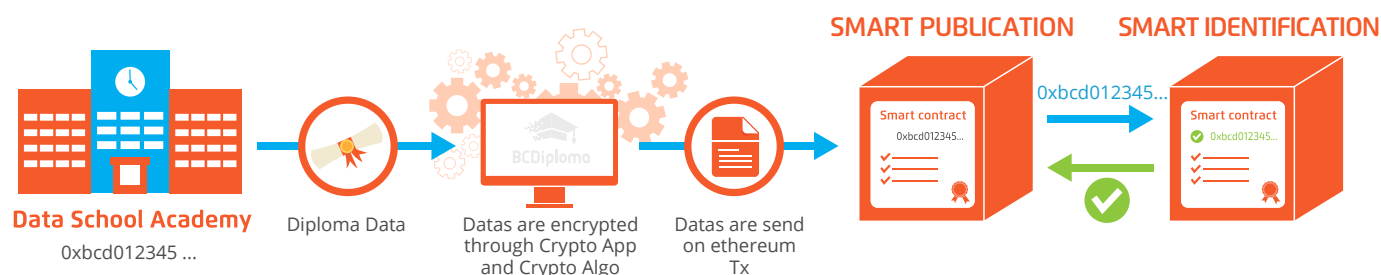 SMART PUBLICATION
SMART IDENTIFICATION
0xbcd012345...
Smart contract
0xbcd012345...
Smart contract
0xbcd012345...
BCDiploma
Data School Academy
0xbcd012345 ...
Diploma Data
Datas are encrypted
through Crypto App
and Crypto Algo
Datas are send
on ethereum
Tx